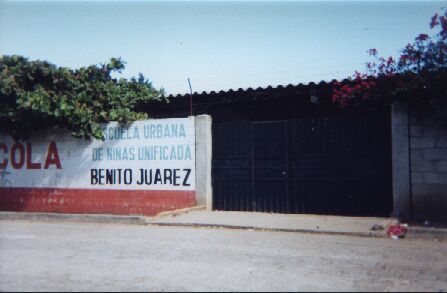 COLA
ESCUELA URBANA
DE NIÑAS UNIFICADA
BENITO JUAREZ